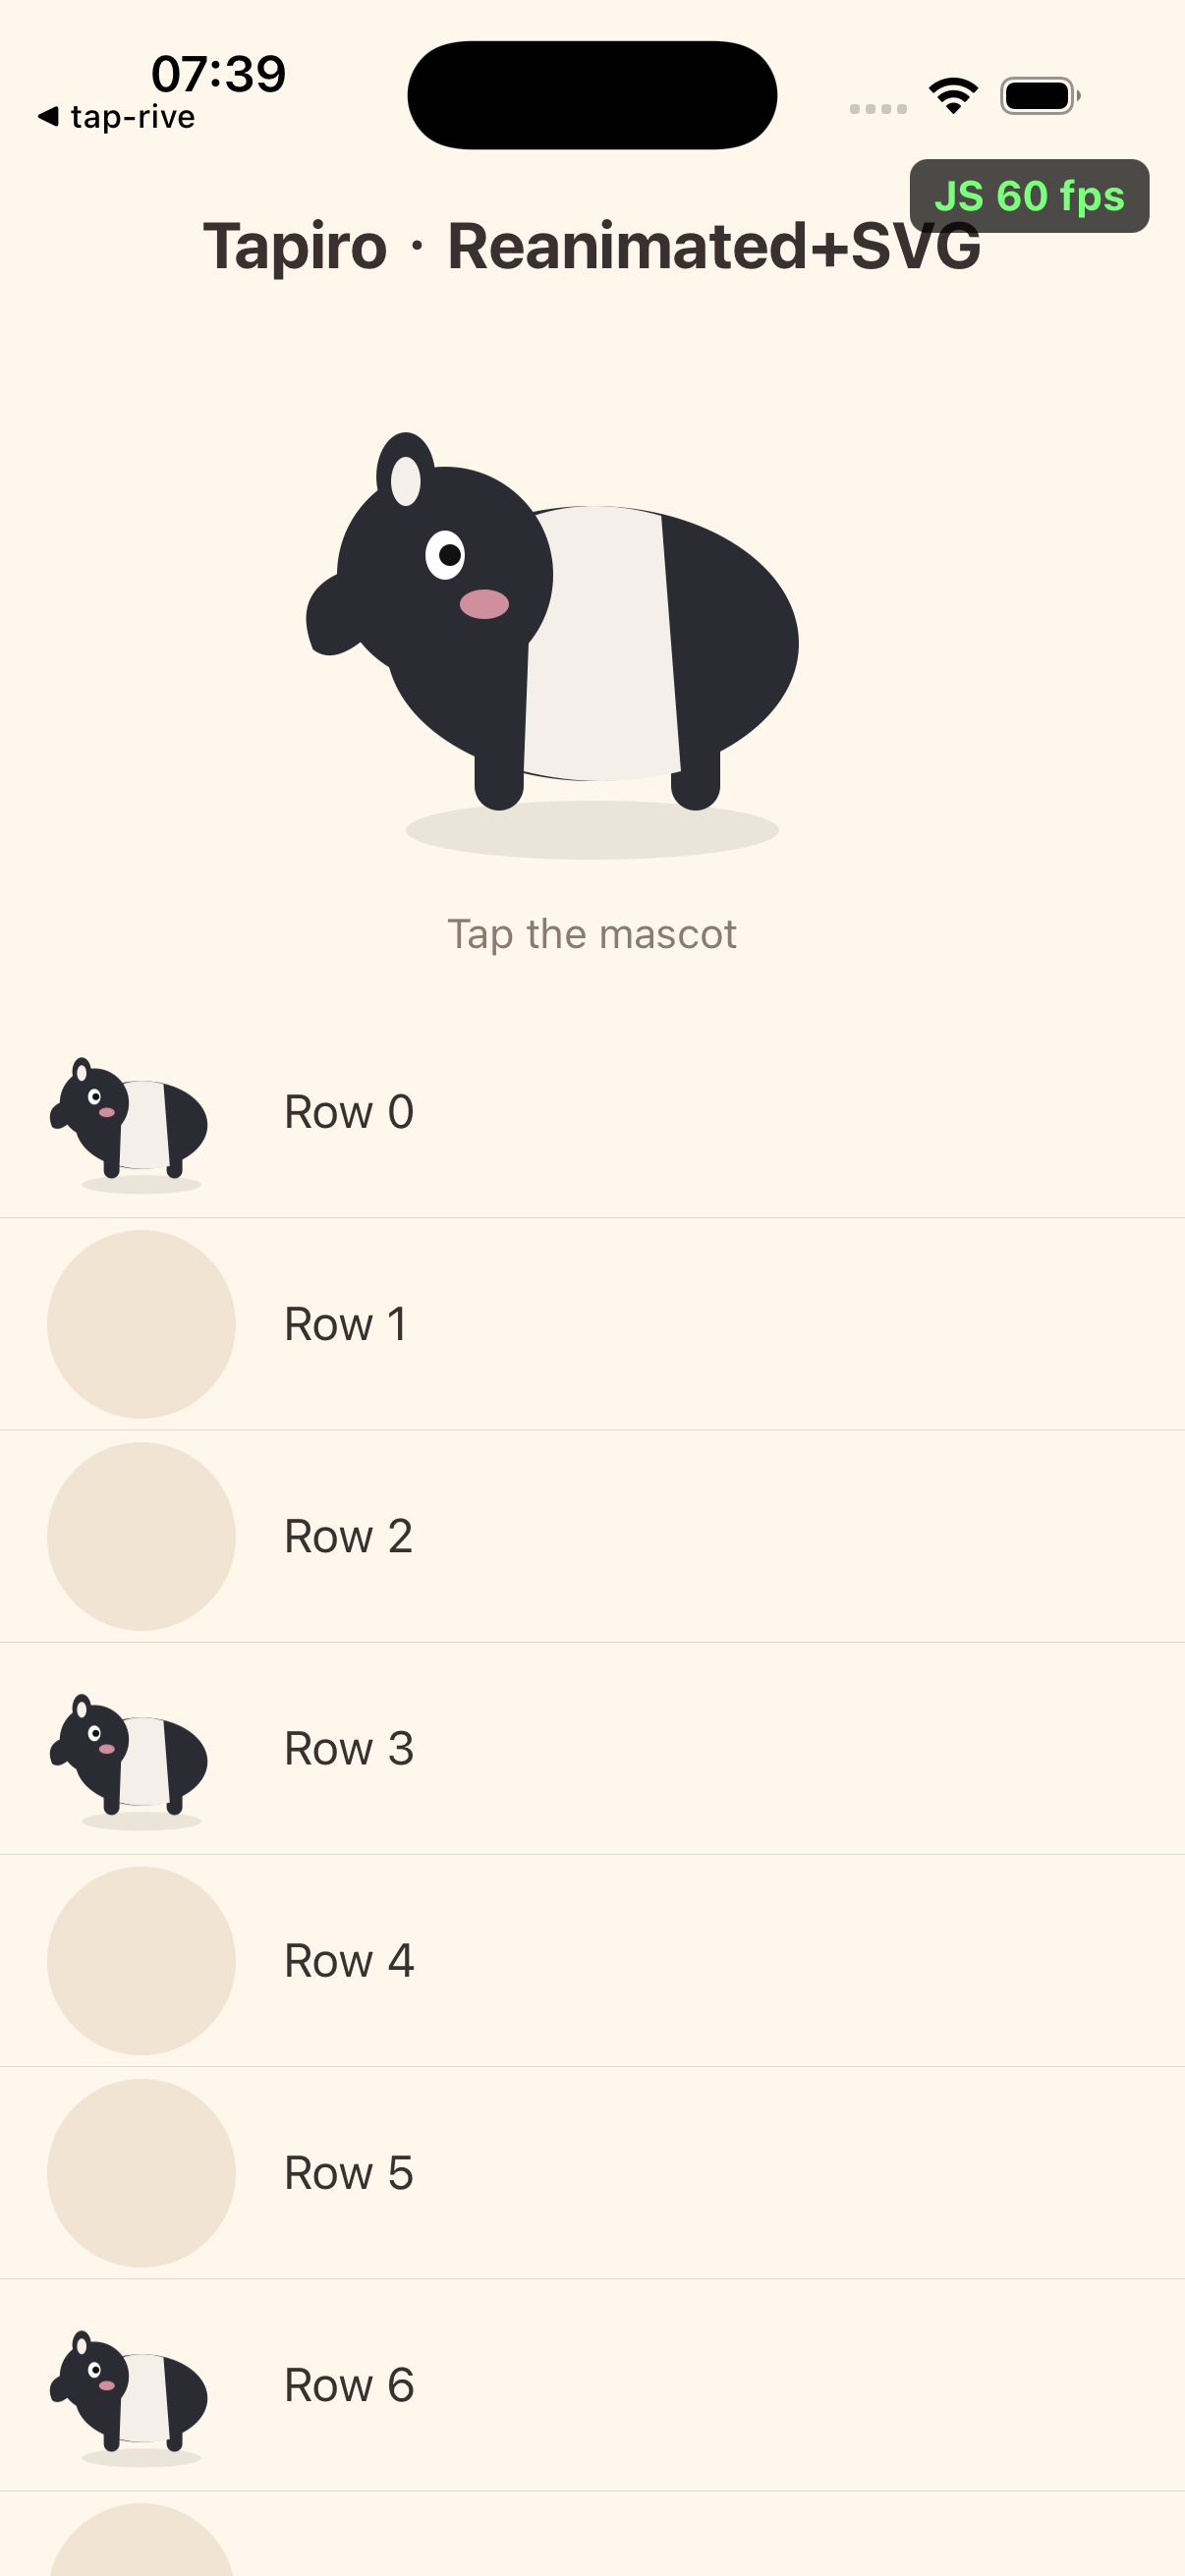 07:39
◀ tap-rive
JS 60 fps
Tapiro · Reanimated+SVG
Tap the mascot
Row 0
Row 1
Row 2
Row 3
Row 4
Row 5
Row 6